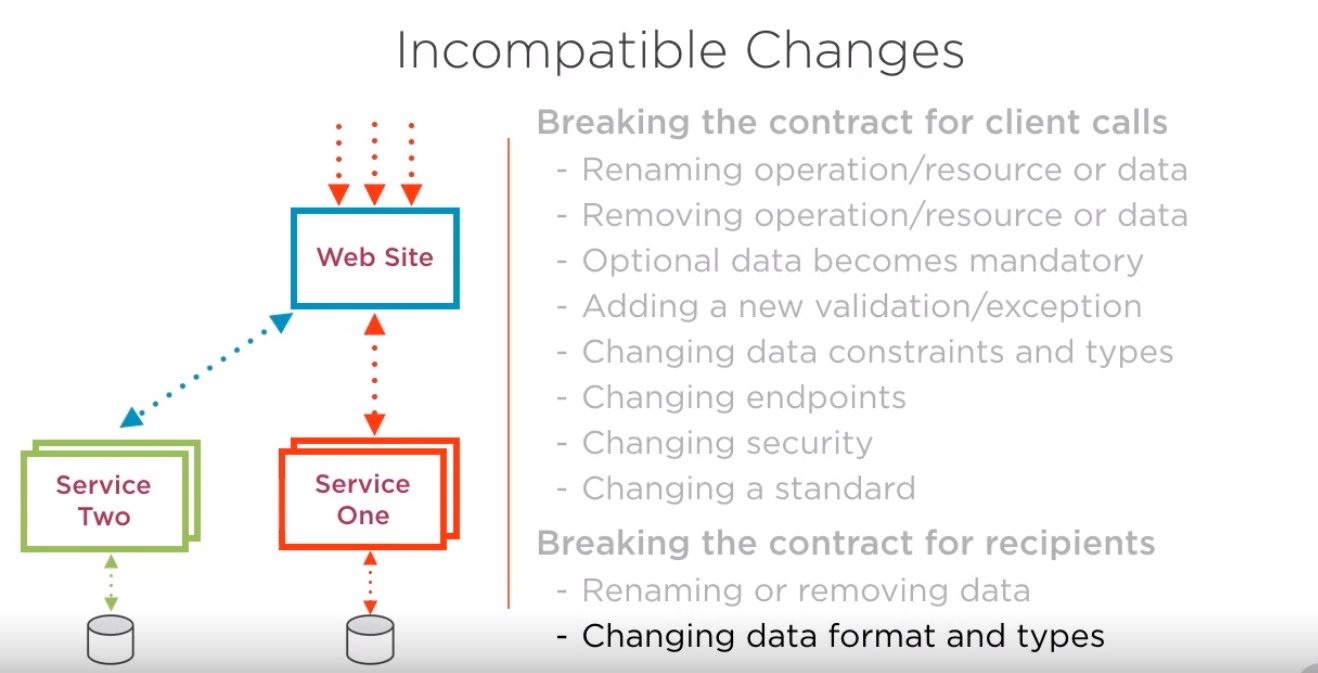 Incompatible Changes
Web Site
Service
Two
Service
One
Breaking the contract for client calls
- Renaming operation/resource or data
- Removing operation/resource or data
- Optional data becomes mandatory
- Adding a new validation/exception
- Changing data constraints and types
- Changing endpoints
- Changing security
- Changing a standard
Breaking the contract for recipients
- Renaming or removing data
- Changing data format and types